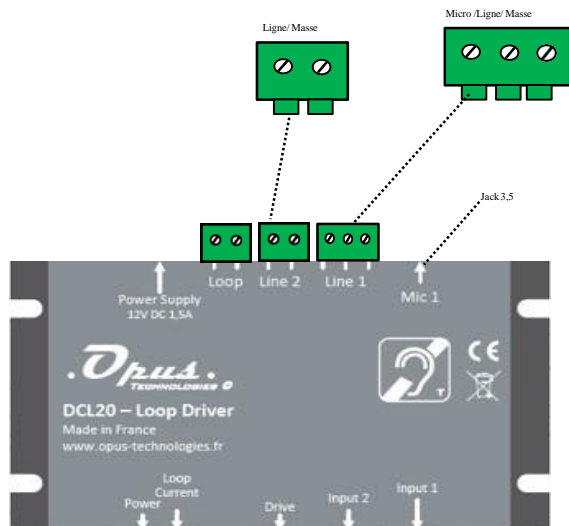 Ligne/ Masse
Micro /Ligne/ Masse
Jack 3,5
Loop
Line 2
Line 1
Mic 1
Power Supply
12V DC 1,5A
.Opus.
TECHNOLOGIES
CE
T
DCL20 – Loop Driver
Made in France
www.opus-technologies.fr
Loop
Current
Power
Drive
Input 2
Input 1